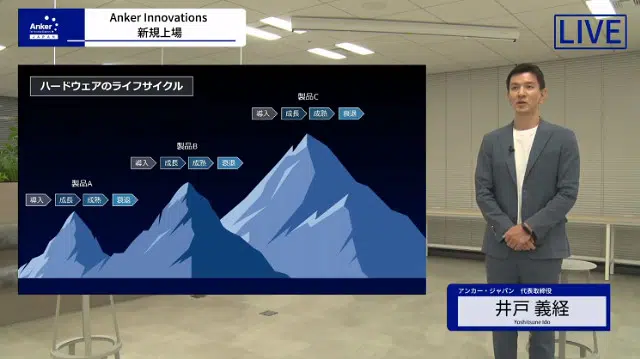 Anker
JAPAN
Anker Innovations
新規上場
LIVE
ハードウェアのライフサイクル
製品C
導入 成長 成熟 衰退
製品B
導入 成長 成熟 衰退
製品A
導入 成長 成熟 衰退
アンカー・ジャパン 代表取締役
井戸 義経
Yoshitsune Ido